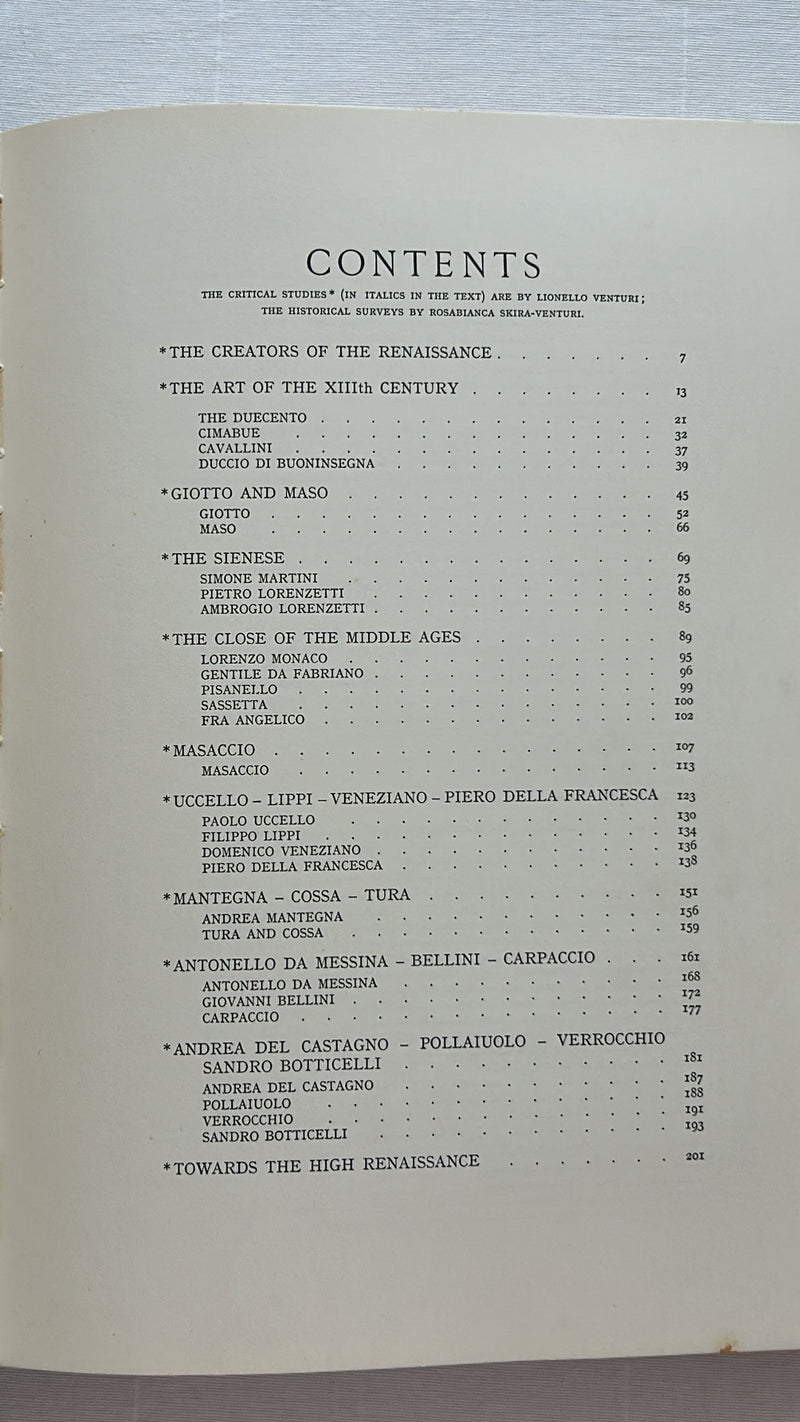 CONTENTS
THE CRITICAL STUDIES* (IN ITALICS IN THE TEXT) ARE BY LIONELLO VENTURI;
THE HISTORICAL SURVEYS BY ROSABIANCA SKIRA-VENTURI.
*THE CREATORS OF THE RENAISSANCE . . . . . . . 7
*THE ART OF THE XIIIth CENTURY . . . . . . . . 13
THE DUECENTO . . . . . . . . . . . . . . 21
CIMABUE . . . . . . . . . . . . . . . 32
CAVALLINI . . . . . . . . . . . . . . . 37
DUCCIO DI BUONINSEGNA . . . . . . . . . . . 39
*GIOTTO AND MASO . . . . . . . . . . . . . 45
GIOTTO . . . . . . . . . . . . . . . . 52
MASO . . . . . . . . . . . . . . . . 66
*THE SIENESE . . . . . . . . . . . . . . . 69
SIMONE MARTINI . . . . . . . . . . . . . 75
PIETRO LORENZETTI . . . . . . . . . . . . 80
AMBROGIO LORENZETTI . . . . . . . . . . . . 85
*THE CLOSE OF THE MIDDLE AGES . . . . . . . . 89
LORENZO MONACO . . . . . . . . . . . . . 95
GENTILE DA FABRIANO . . . . . . . . . . . . 96
PISANELLO . . . . . . . . . . . . . . . 99
SASSETTA . . . . . . . . . . . . . . . 100
FRA ANGELICO . . . . . . . . . . . . . . 102
*MASACCIO . . . . . . . . . . . . . . . . 107
MASACCIO . . . . . . . . . . . . . . . 113
*UCCELLO – LIPPI – VENEZIANO – PIERO DELLA FRANCESCA 123
PAOLO UCCELLO . . . . . . . . . . . . . 130
FILIPPO LIPPI . . . . . . . . . . . . . . 134
DOMENICO VENEZIANO . . . . . . . . . . . . 136
PIERO DELLA FRANCESCA . . . . . . . . . . 138
*MANTEGNA – COSSA – TURA . . . . . . . . . . 151
ANDREA MANTEGNA . . . . . . . . . . . . 156
TURA AND COSSA . . . . . . . . . . . . . 159
*ANTONELLO DA MESSINA – BELLINI – CARPACCIO . . . 161
ANTONELLO DA MESSINA . . . . . . . . . . . 168
GIOVANNI BELLINI . . . . . . . . . . . . . 172
CARPACCIO . . . . . . . . . . . . . . . 177
*ANDREA DEL CASTAGNO – POLLAIUOLO – VERROCCHIO
SANDRO BOTTICELLI . . . . . . . . . . . 181
ANDREA DEL CASTAGNO . . . . . . . . . . . 187
POLLAIUOLO . . . . . . . . . . . . . . 188
VERROCCHIO . . . . . . . . . . . . . . 191
SANDRO BOTTICELLI . . . . . . . . . . . . 193
*TOWARDS THE HIGH RENAISSANCE . . . . . . . 201